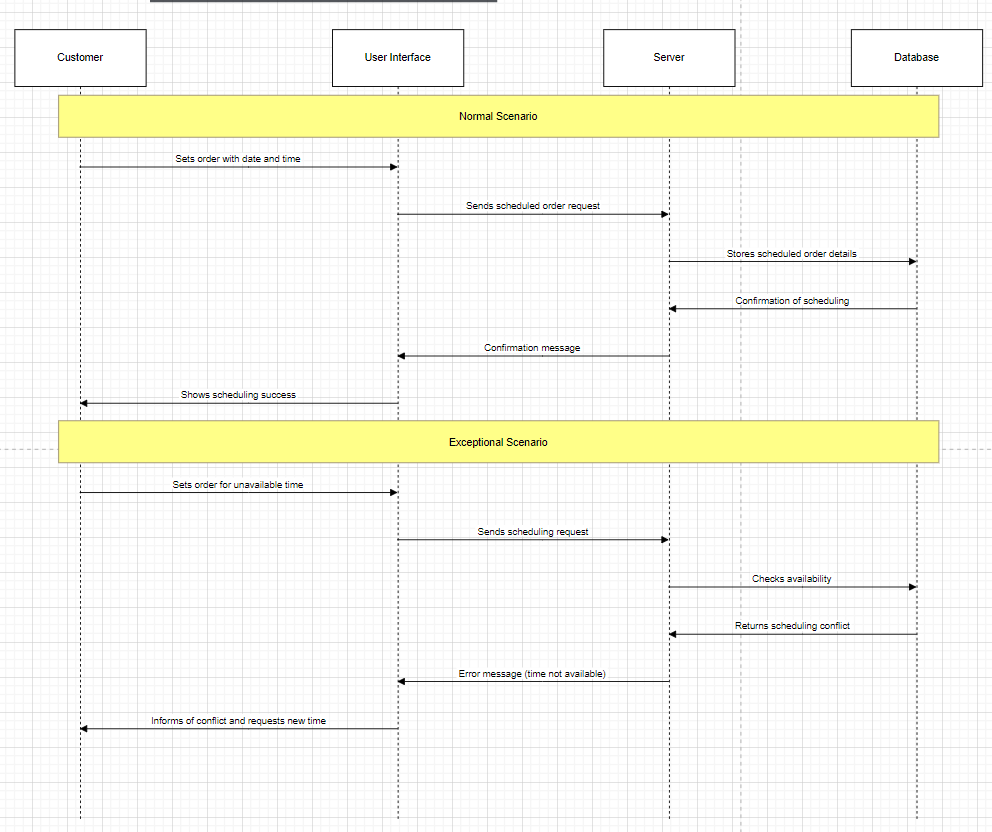 Customer
User Interface
Server
Database
Normal Scenario
Sets order with date and time
Sends scheduled order request
Stores scheduled order details
Confirmation of scheduling
Confirmation message
Shows scheduling success
Exceptional Scenario
Sets order for unavailable time
Sends scheduling request
Checks availability
Returns scheduling conflict
Error message (time not available)
Informs of conflict and requests new time